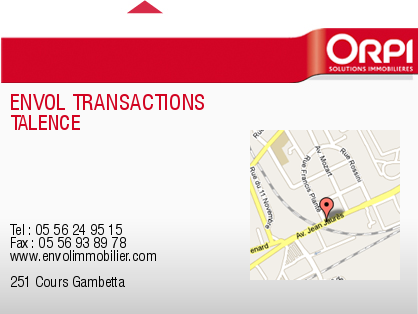 ORPI
SOLUTIONS IMMOBILIERES
ENVOL TRANSACTIONS
TALENCE
Av. Mozart
Rue Rossini
Rue Francis Planté
Rue du 11 Novembre
Av. Jean Jaurès
enard
Tel : 05 56 24 95 15
Fax : 05 56 93 89 78
www.envolimmobilier.com
251 Cours Gambetta